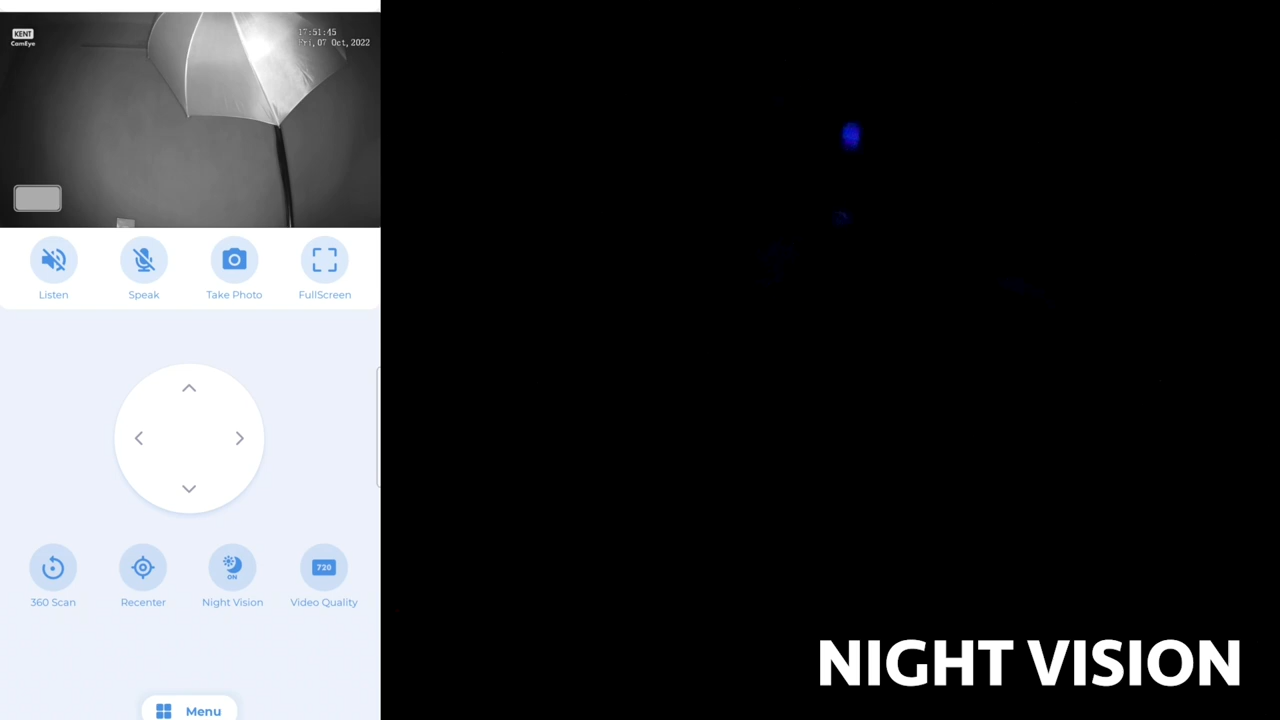 KENT
CamEye
17:51:45
Fri, 07 Oct, 2022
Listen
Speak
Take Photo
FullScreen
ON
720
360 Scan
Recenter
Night Vision
Video Quality
Menu
NIGHT VISION